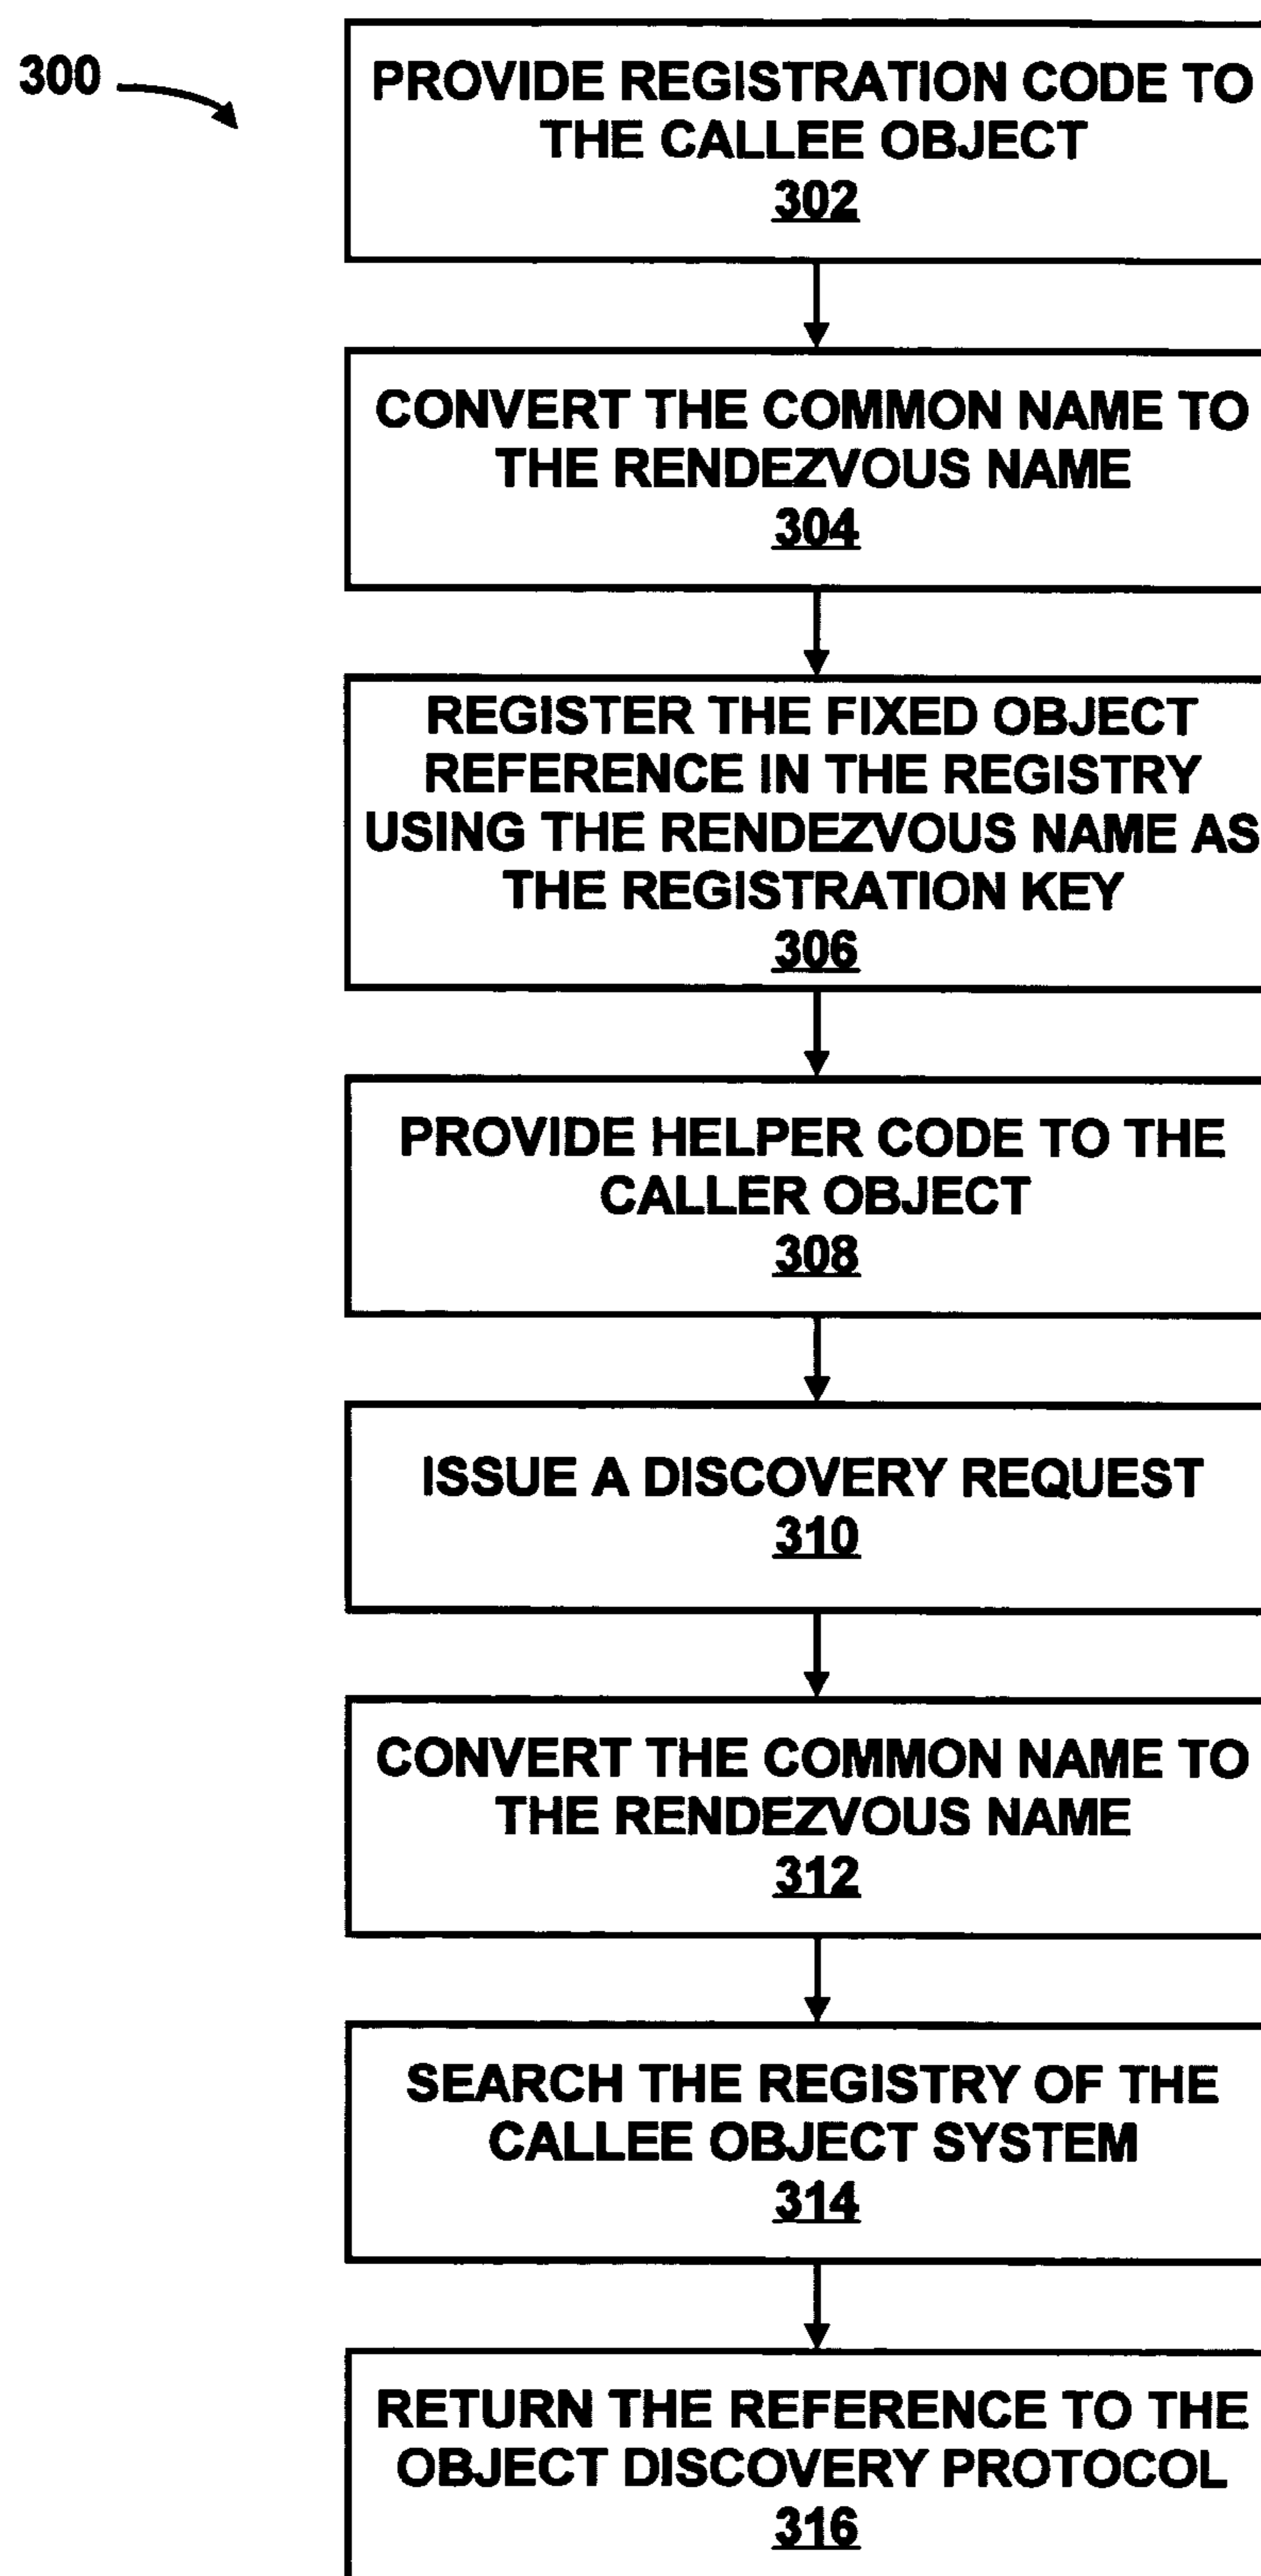 300
PROVIDE REGISTRATION CODE TO
THE CALLEE OBJECT
302
CONVERT THE COMMON NAME TO
THE RENDEZVOUS NAME
304
REGISTER THE FIXED OBJECT
REFERENCE IN THE REGISTRY
USING THE RENDEZVOUS NAME AS
THE REGISTRATION KEY
306
PROVIDE HELPER CODE TO THE
CALLER OBJECT
308
ISSUE A DISCOVERY REQUEST
310
CONVERT THE COMMON NAME TO
THE RENDEZVOUS NAME
312
SEARCH THE REGISTRY OF THE
CALLEE OBJECT SYSTEM
314
RETURN THE REFERENCE TO THE
OBJECT DISCOVERY PROTOCOL
316